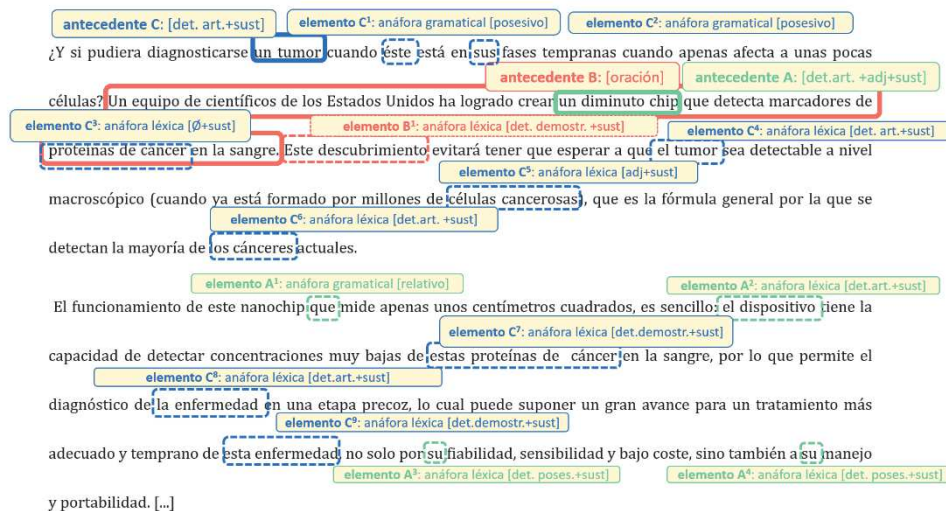 antecedente C: [det. art.+sust]
elemento C¹: anáfora gramatical [posesivo]
elemento C²: anáfora gramatical [posesivo]
¿Y si pudiera diagnosticarse un tumor cuando éste está en sus fases tempranas cuando apenas afecta a unas pocas
antecedente B: [oración]
antecedente A: [det.art. +adj+sust]
células? Un equipo de científicos de los Estados Unidos ha logrado crear un diminuto chip que detecta marcadores de
elemento C³: anáfora léxica [Ø+sust]
elemento B¹: anáfora léxica [det. demostr. +sust]
elemento C⁴: anáfora léxica [det. art.+sust]
proteínas de cáncer en la sangre. Este descubrimiento evitará tener que esperar a que el tumor sea detectable a nivel
elemento C⁵: anáfora léxica [adj+sust]
macroscópico (cuando ya está formado por millones de células cancerosas), que es la fórmula general por la que se
elemento C⁶: anáfora léxica [det.art. +sust]
detectan la mayoría de los cánceres actuales.
elemento A¹: anáfora gramatical [relativo]
elemento A²: anáfora léxica [det.art.+sust]
El funcionamiento de este nanochip que mide apenas unos centímetros cuadrados, es sencillo: el dispositivo tiene la
elemento C⁷: anáfora léxica [det.demostr.+sust]
capacidad de detectar concentraciones muy bajas de estas proteínas de cáncer en la sangre, por lo que permite el
elemento C⁸: anáfora léxica [det.art.+sust]
diagnóstico de la enfermedad en una etapa precoz, lo cual puede suponer un gran avance para un tratamiento más
elemento C⁹: anáfora léxica [det.demostr.+sust]
adecuado y temprano de esta enfermedad no solo por su fiabilidad, sensibilidad y bajo coste, sino también a su manejo
elemento A³: anáfora léxica [det. poses.+sust]
elemento A⁴: anáfora léxica [det. poses.+sust]
y portabilidad. [...]